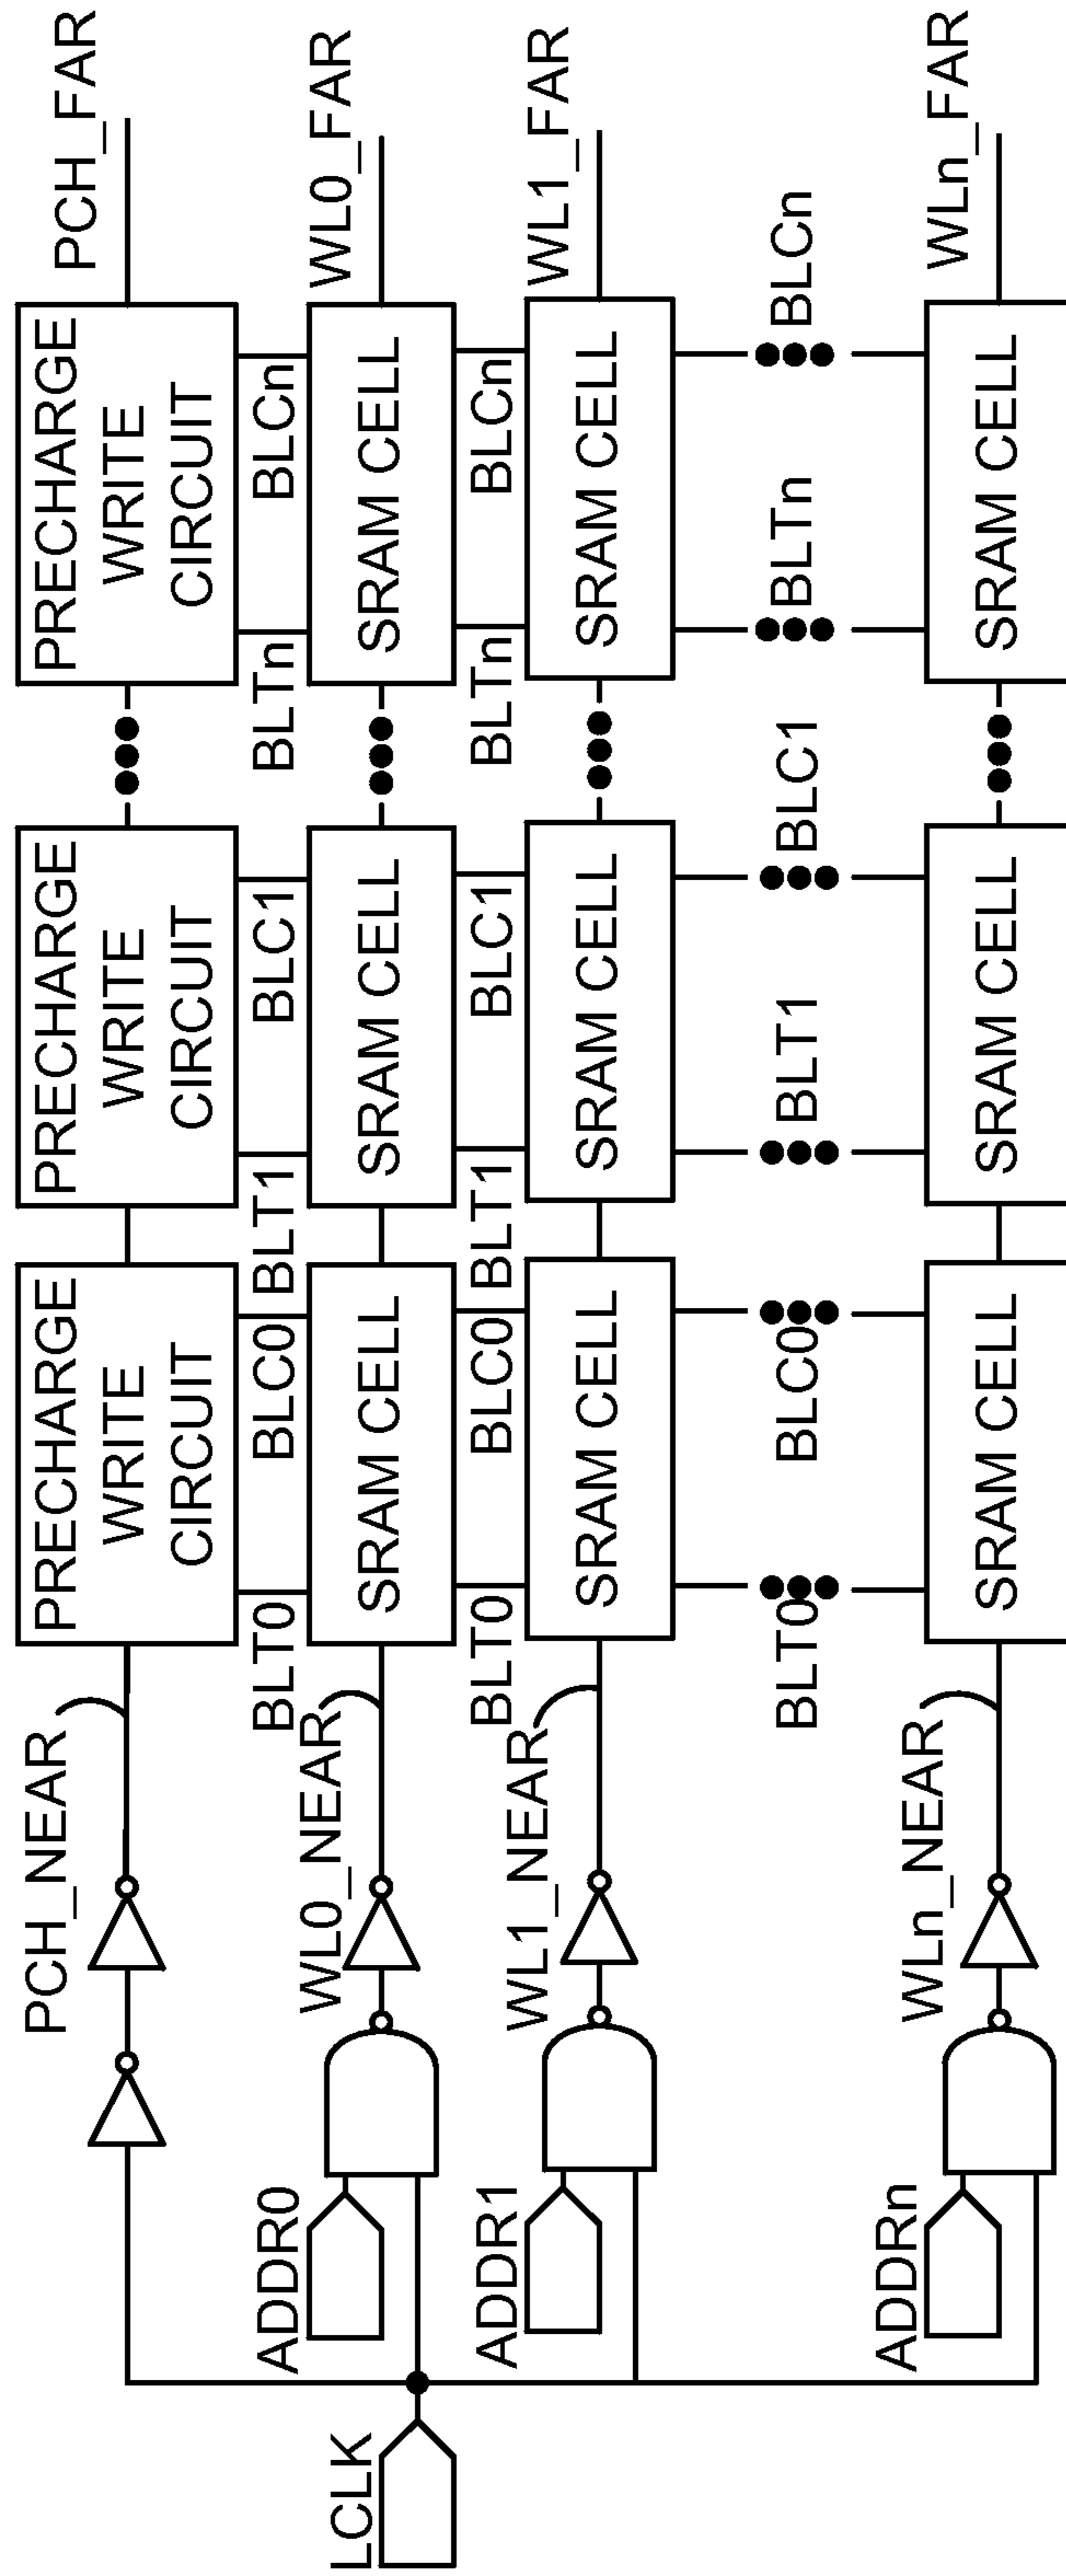 PCH_NEAR
PRECHARGE
WRITE
CIRCUIT
PRECHARGE
WRITE
CIRCUIT
PRECHARGE
WRITE
CIRCUIT
PCH_FAR
BLT0
BLC0
BLT1
BLC1
BLTn
BLCn
LCLK
ADDR0
WL0_NEAR
SRAM CELL
SRAM CELL
SRAM CELL
WL0_FAR
BLT0
BLC0
BLT1
BLC1
BLTn
BLCn
ADDR1
WL1_NEAR
SRAM CELL
SRAM CELL
SRAM CELL
WL1_FAR
BLT0
BLC0
BLT1
BLC1
BLTn
BLCn
ADDRn
WLn_NEAR
SRAM CELL
SRAM CELL
SRAM CELL
WLn_FAR